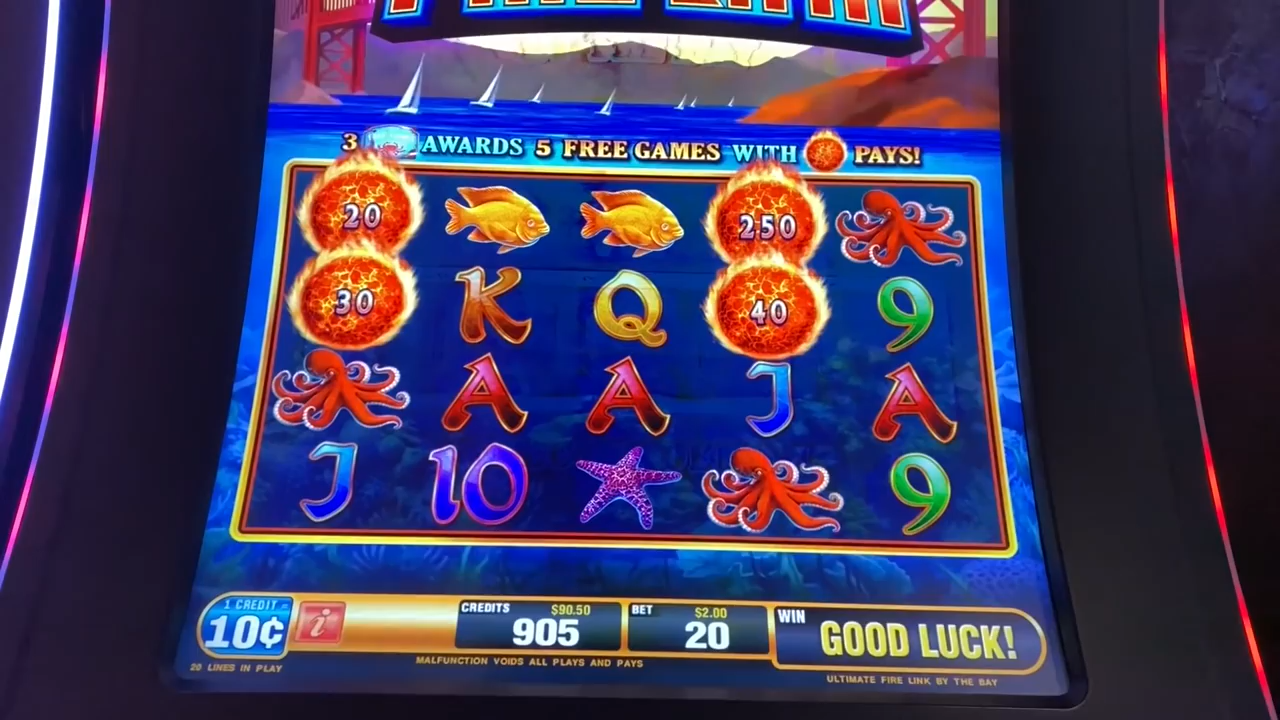 3 AWARDS 5 FREE GAMES WITH PAYS!
20 250
30 K Q 40 9
A A J A
J 10 9
1 CREDIT =
10¢
i
CREDITS $90.50
905
BET $2.00
20
WIN
GOOD LUCK!
20 LINES IN PLAY
MALFUNCTION VOIDS ALL PLAYS AND PAYS
ULTIMATE FIRE LINK BY THE BAY